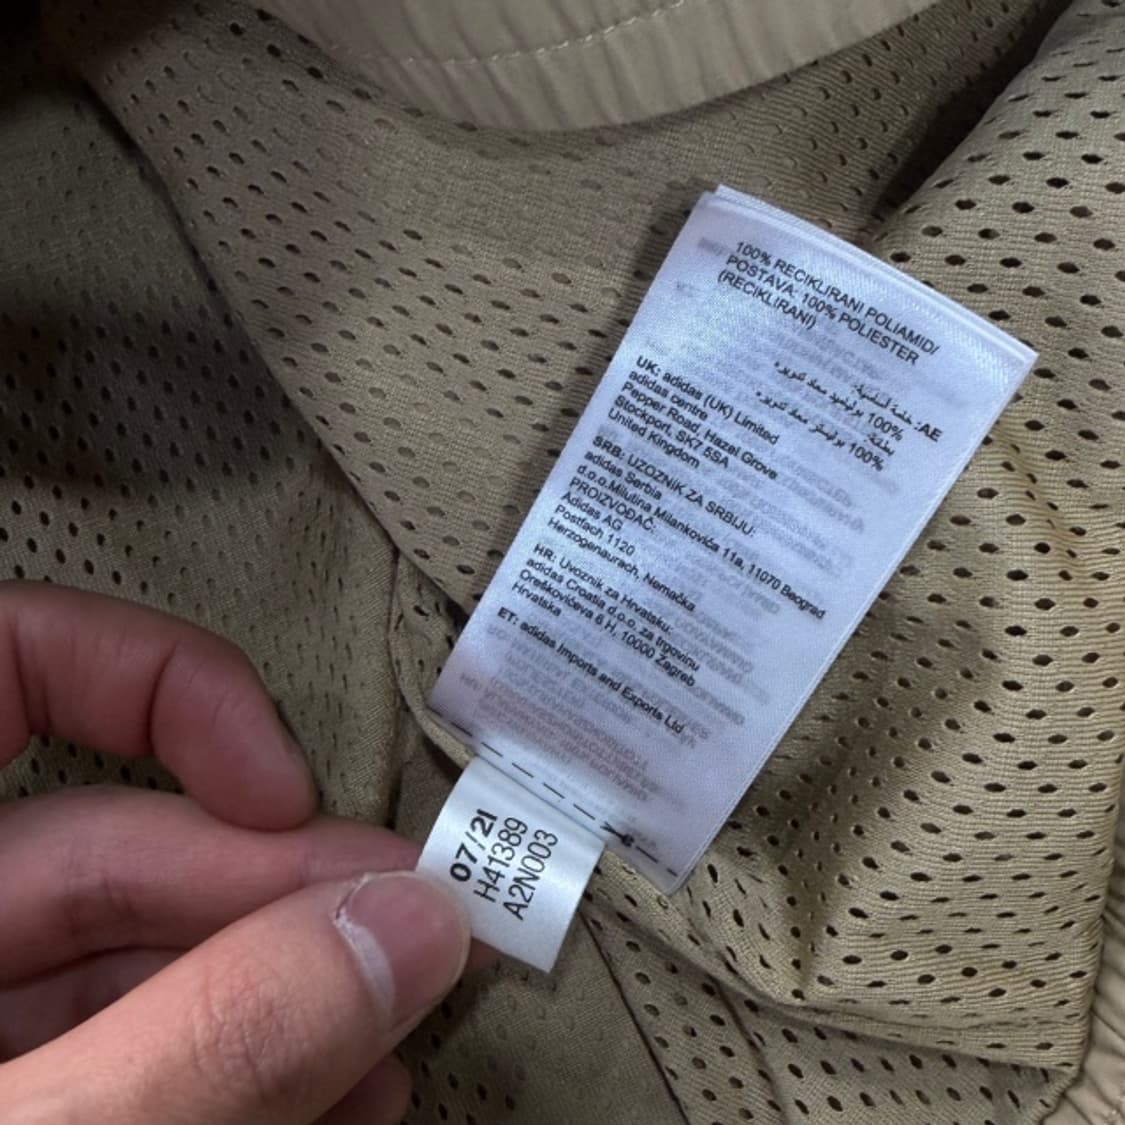 100% RECIKLIRANI POLIAMID/
POSTAVA: 100% POLIESTER
(RECIKLIRANI)
AE:
100%
100%
UK: adidas (UK) Limited
adidas centre
Pepper Road, Hazel Grove
Stockport, SK7 5SA
United Kingdom
SRB: UZOZNIK ZA SRBIJU:
adidas Serbia
d.o.o.Milutina Milankovića 11a, 11070 Beograd
PROIZVOĐAČ:
Adidas AG
Postfach 1120
Herzogenaurach, Nemačka
HR: Uvoznik za Hrvatsku:
adidas Croatia d.o.o. za trgovinu
Oreškovićeva 6 H, 10000 Zagreb
Hrvatska
ET: adidas Imports and Exports Ltd.
07/21
H41389
A2N003